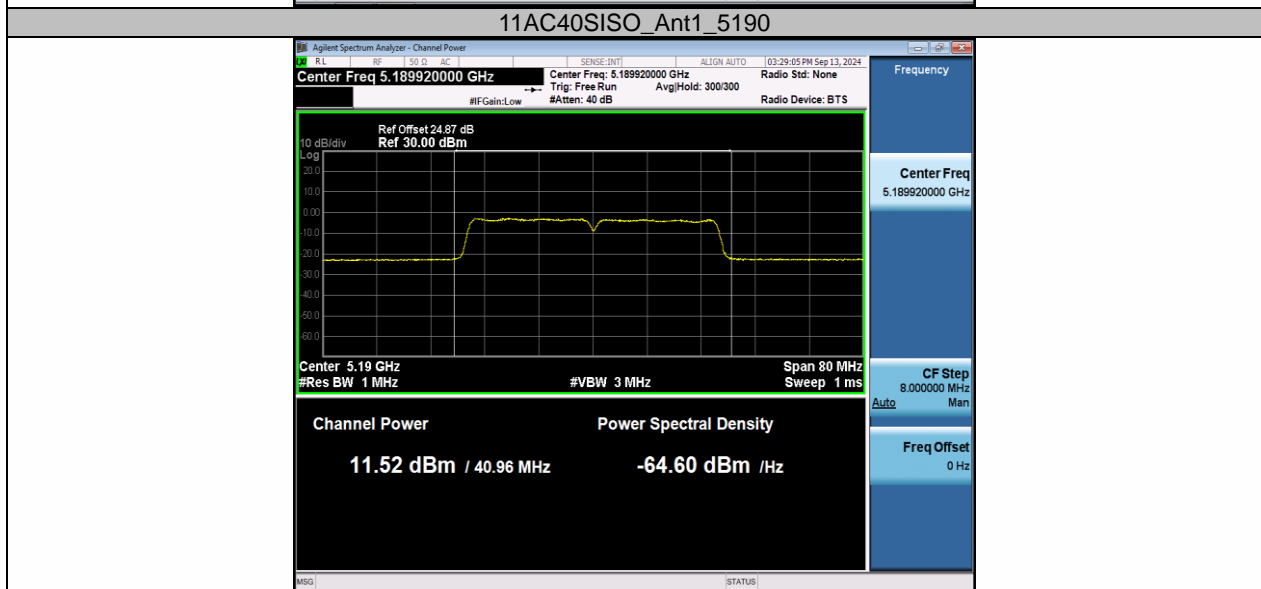 11AC40SISO_Ant1_5190
Agilent Spectrum Analyzer - Channel Power
RL RF 50 Ω AC SENSE:INT ALIGN AUTO 03:29:05 PM Sep 13, 2024
Center Freq 5.189920000 GHz
Center Freq: 5.189920000 GHz
Radio Std: None
Trig: Free Run Avg|Hold: 300/300
#IFGain:Low #Atten: 40 dB Radio Device: BTS
Ref Offset 24.87 dB
10 dB/div Ref 30.00 dBm
Log
20.0
10.0
0.00
-10.0
-20.0
-30.0
-40.0
-50.0
-60.0
Center 5.19 GHz Span 80 MHz
#Res BW 1 MHz #VBW 3 MHz Sweep 1 ms
Channel Power Power Spectral Density
11.52 dBm / 40.96 MHz -64.60 dBm /Hz
Frequency
Center Freq
5.189920000 GHz
CF Step
8.000000 MHz
Auto Man
Freq Offset
0 Hz
MSG STATUS